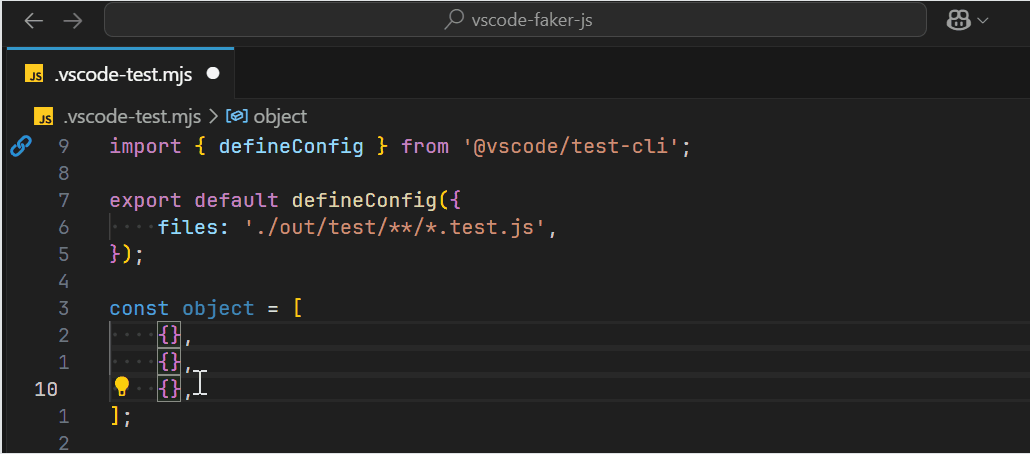 vscode-faker-js
JS .vscode-test.mjs
JS .vscode-test.mjs > object
9 import { defineConfig } from '@vscode/test-cli';
8
7 export default defineConfig({
6     files: './out/test/**/*.test.js',
5 });
4
3 const object = [
2     {},
1     {},
10     {},
1 ];
2